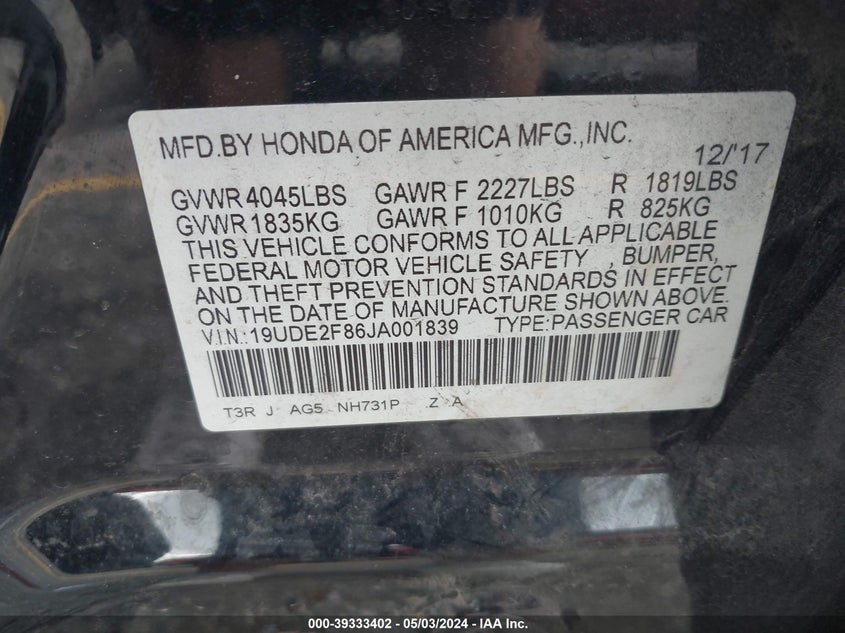 MFD.BY HONDA OF AMERICA MFG.,INC.
12/'17
GVWR 4045LBS GAWR F 2227LBS R 1819LBS
GVWR 1835KG GAWR F 1010KG R 825KG
THIS VEHICLE CONFORMS TO ALL APPLICABLE
FEDERAL MOTOR VEHICLE SAFETY , BUMPER,
AND THEFT PREVENTION STANDARDS IN EFFECT
ON THE DATE OF MANUFACTURE SHOWN ABOVE.
V.I.N.:19UDE2F86JA001839 TYPE:PASSENGER CAR
T3R J AG5 NH731P Z A
000-39333402 - 05/03/2024 - IAA Inc.